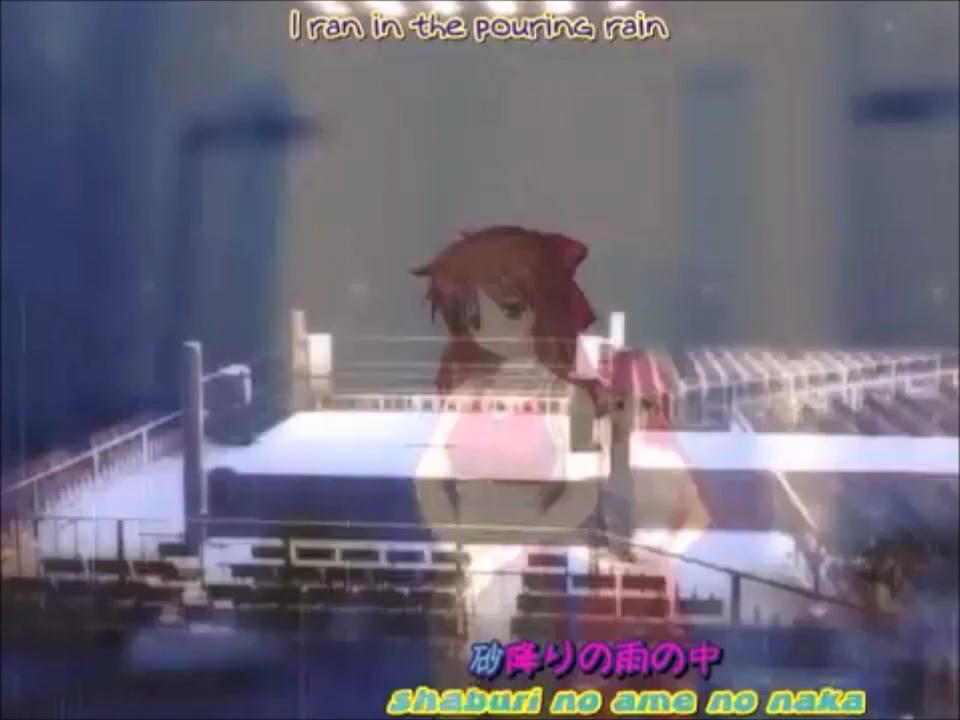 I ran in the pouring rain
砂降りの雨の中
shaburi no ame no naka